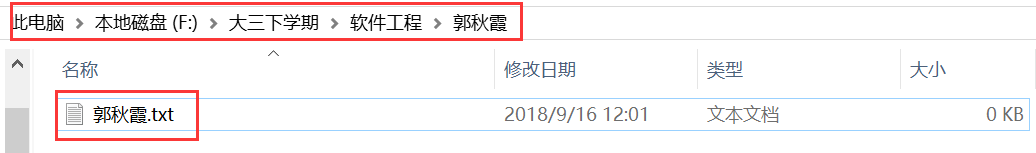 此电脑 > 本地磁盘 (F:) > 大三下学期 > 软件工程 > 郭秋霞
名称 修改日期 类型 大小
郭秋霞.txt 2018/9/16 12:01 文本文档 0 KB